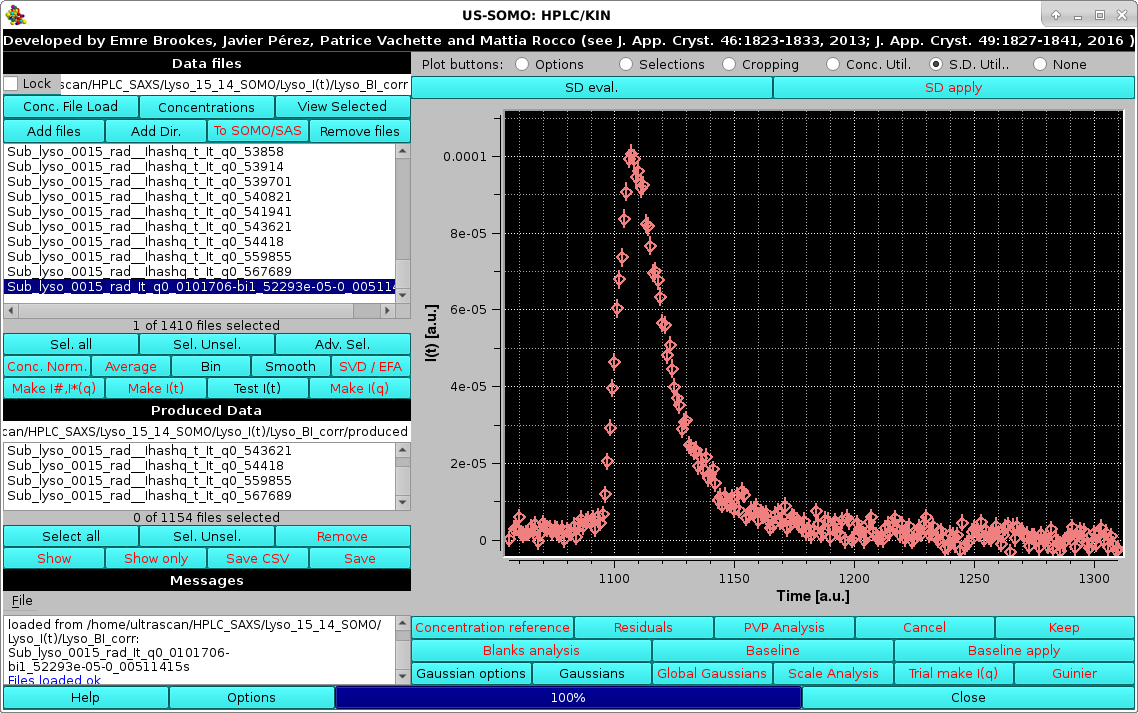 US-SOMO: HPLC/KIN
Developed by Emre Brookes, Javier Pérez, Patrice Vachette and Mattia Rocco (see J. App. Cryst. 46:1823-1833, 2013; J. App. Cryst. 49:1827-1841, 2016 )
Data files
Lock scan/HPLC_SAXS/Lyso_15_14_SOMO/Lyso_I(t)/Lyso_BI_corr
Conc. File Load Concentrations View Selected
Add files Add Dir. To SOMO/SAS Remove files
Sub_lyso_0015_rad__Ihashq_t_It_q0_53858
Sub_lyso_0015_rad__Ihashq_t_It_q0_53914
Sub_lyso_0015_rad__Ihashq_t_It_q0_539701
Sub_lyso_0015_rad__Ihashq_t_It_q0_540821
Sub_lyso_0015_rad__Ihashq_t_It_q0_541941
Sub_lyso_0015_rad__Ihashq_t_It_q0_543621
Sub_lyso_0015_rad__Ihashq_t_It_q0_54418
Sub_lyso_0015_rad__Ihashq_t_It_q0_559855
Sub_lyso_0015_rad__Ihashq_t_It_q0_567689
Sub_lyso_0015_rad_It_q0_0101706-bi1_52293e-05-0_005114
1 of 1410 files selected
Sel. all Sel. Unsel. Adv. Sel.
Conc. Norm. Average Bin Smooth SVD / EFA
Make I#,I*(q) Make I(t) Test I(t) Make I(q)
Produced Data
can/HPLC_SAXS/Lyso_15_14_SOMO/Lyso_I(t)/Lyso_BI_corr/produced
Sub_lyso_0015_rad__Ihashq_t_It_q0_543621
Sub_lyso_0015_rad__Ihashq_t_It_q0_54418
Sub_lyso_0015_rad__Ihashq_t_It_q0_559855
Sub_lyso_0015_rad__Ihashq_t_It_q0_567689
0 of 1154 files selected
Select all Sel. Unsel. Remove
Show Show only Save CSV Save
Messages
File
loaded from /home/ultrascan/HPLC_SAXS/Lyso_15_14_SOMO/
Lyso_I(t)/Lyso_BI_corr:
Sub_lyso_0015_rad_It_q0_0101706-
bi1_52293e-05-0_00511415s
Files loaded ok
Plot buttons: Options Selections Cropping Conc. Util. S.D. Util.. None
SD eval. SD apply
I(t) [a.u.]
0.0001
8e-05
6e-05
4e-05
2e-05
0
1100 1150 1200 1250 1300
Time [a.u.]
Concentration reference Residuals PVP Analysis Cancel Keep
Blanks analysis Baseline Baseline apply
Gaussian options Gaussians Global Gaussians Scale Analysis Trial make I(q) Guinier
Help Options 100% Close